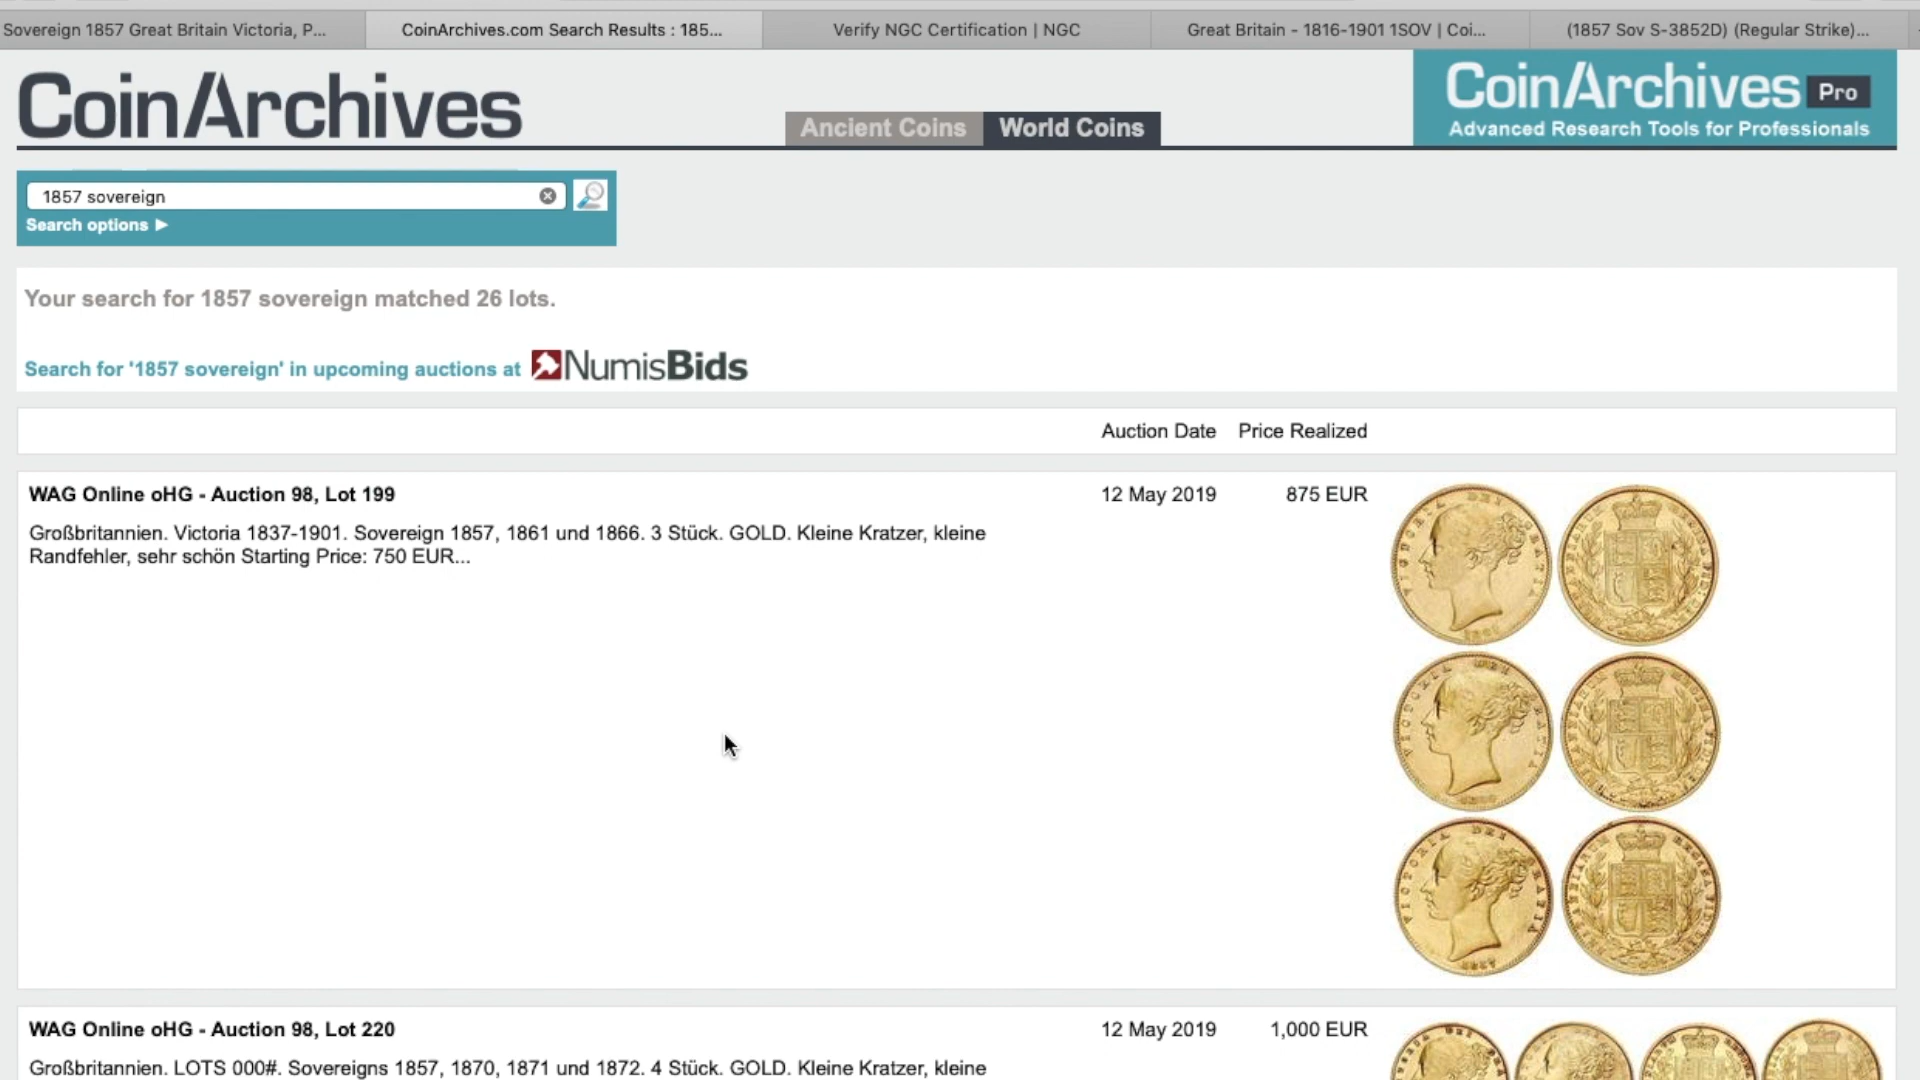 Sovereign 1857 Great Britain Victoria, P...
CoinArchives.com Search Results : 185...
Verify NGC Certification | NGC
Great Britain - 1816-1901 1SOV | Coi...
(1857 Sov S-3852D) (Regular Strike)...
CoinArchives
Ancient Coins
World Coins
CoinArchives Pro
Advanced Research Tools for Professionals
1857 sovereign
Search options ▶
Your search for 1857 sovereign matched 26 lots.
Search for '1857 sovereign' in upcoming auctions at NumisBids
Auction Date Price Realized
WAG Online oHG - Auction 98, Lot 199
12 May 2019 875 EUR
Großbritannien. Victoria 1837-1901. Sovereign 1857, 1861 und 1866. 3 Stück. GOLD. Kleine Kratzer, kleine
Randfehler, sehr schön Starting Price: 750 EUR...
WAG Online oHG - Auction 98, Lot 220
12 May 2019 1,000 EUR
Großbritannien. LOTS 000#. Sovereigns 1857, 1870, 1871 und 1872. 4 Stück. GOLD. Kleine Kratzer, kleine